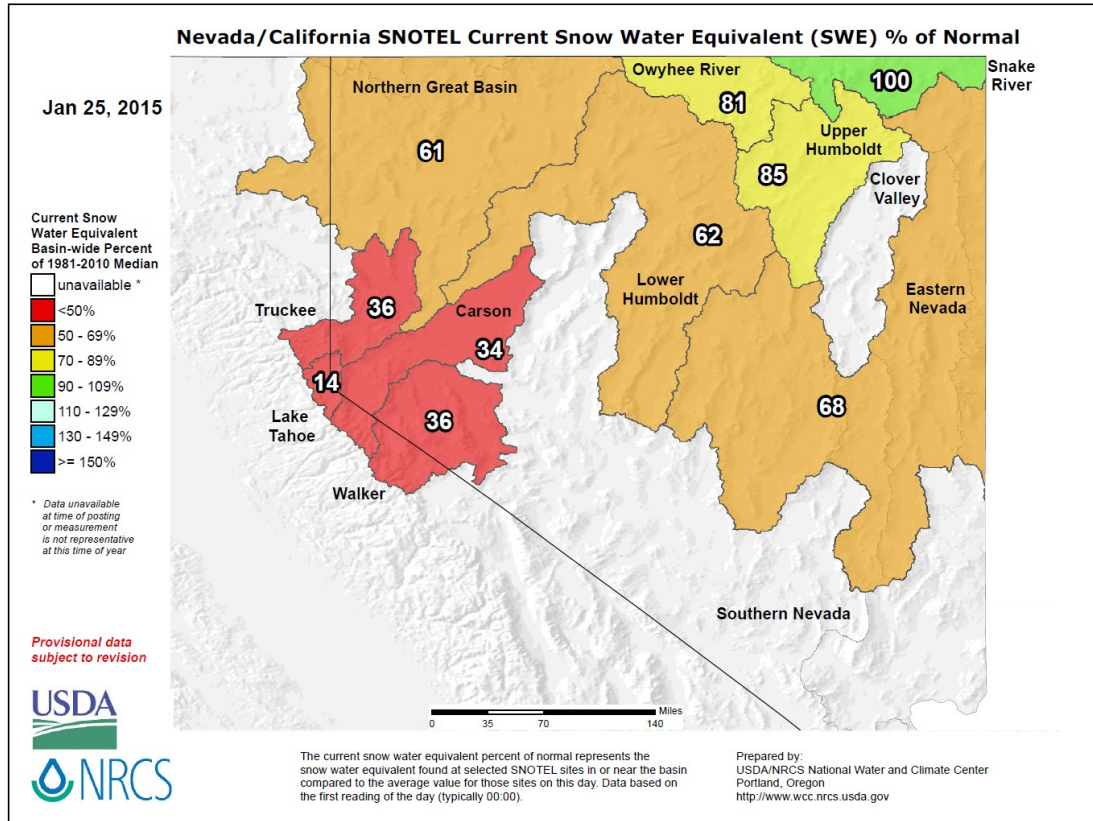 Nevada/California SNOTEL Current Snow Water Equivalent (SWE) % of Normal
Jan 25, 2015
Current Snow
Water Equivalent
Basin-wide Percent
of 1981-2010 Median
unavailable *
<50%
50 - 69%
70 - 89%
90 - 109%
110 - 129%
130 - 149%
>= 150%
* Data unavailable
at time of posting
or measurement
is not representative
at this time of year
Provisional data
subject to revision
USDA
NRCS
Northern Great Basin
61
Owyhee River
81
100
Snake
River
Upper
Humboldt
85
Clover
Valley
62
Lower
Humboldt
Eastern
Nevada
68
Truckee
36
Carson
34
14
Lake
Tahoe
36
Walker
Southern Nevada
Miles
0 35 70 140
The current snow water equivalent percent of normal represents the
snow water equivalent found at selected SNOTEL sites in or near the basin
compared to the average value for those sites on this day. Data based on
the first reading of the day (typically 00:00).
Prepared by:
USDA/NRCS National Water and Climate Center
Portland, Oregon
http://www.wcc.nrcs.usda.gov